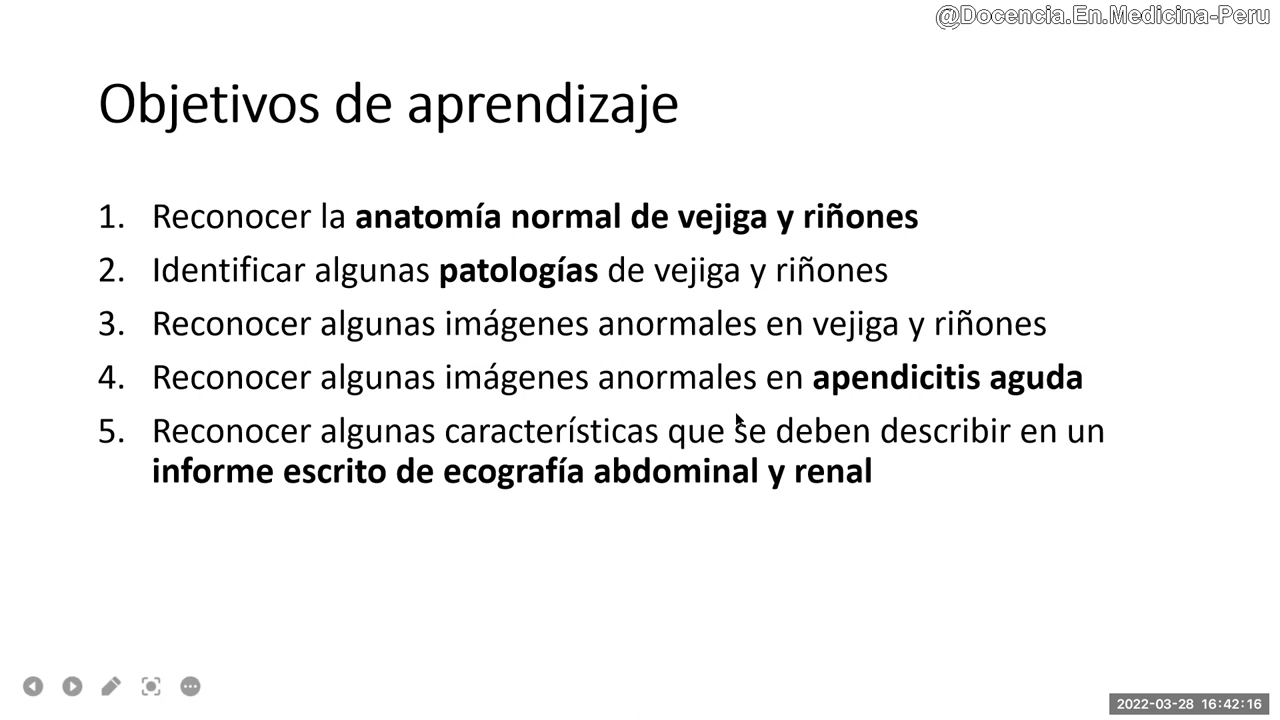 @Docencia.En.Medicina-Peru
Objetivos de aprendizaje
1. Reconocer la anatomía normal de vejiga y riñones
2. Identificar algunas patologías de vejiga y riñones
3. Reconocer algunas imágenes anormales en vejiga y riñones
4. Reconocer algunas imágenes anormales en apendicitis aguda
5. Reconocer algunas características que se deben describir en un
informe escrito de ecografía abdominal y renal
2022-03-28 16:42:16